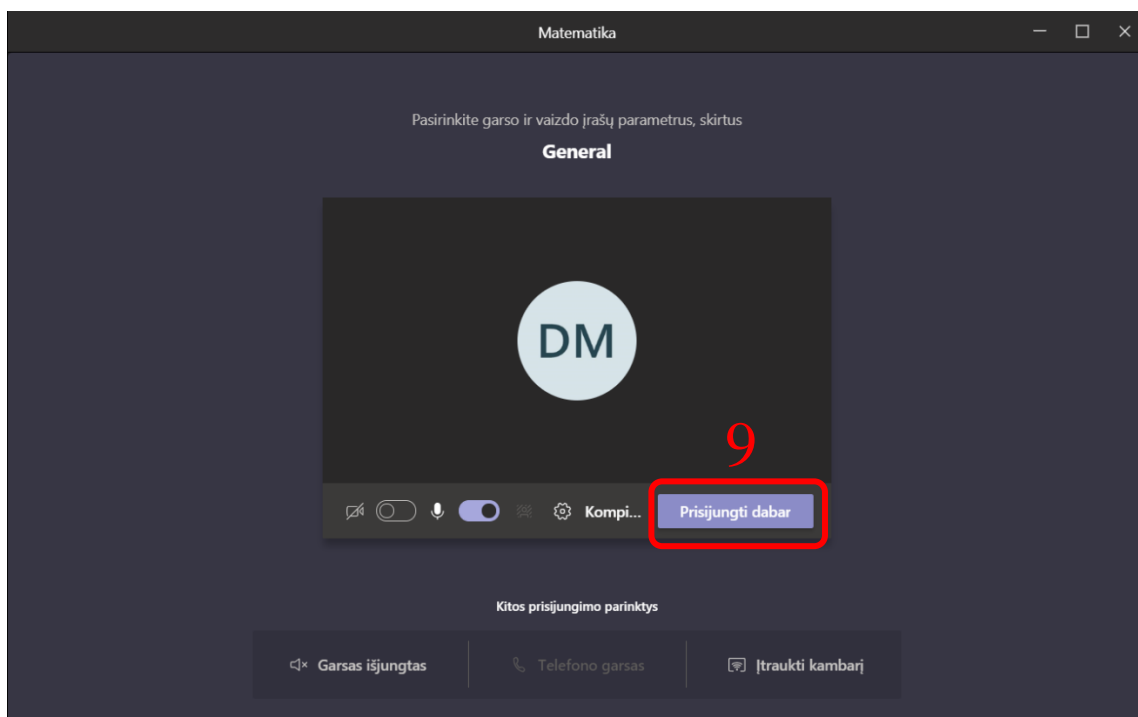 Matematika
Pasirinkite garso ir vaizdo įrašų parametrus, skirtus
General
DM
9
Kompi... Prisijungti dabar
Kitos prisijungimo parinktys
Garsas išjungtas Telefono garsas Įtraukti kambarį